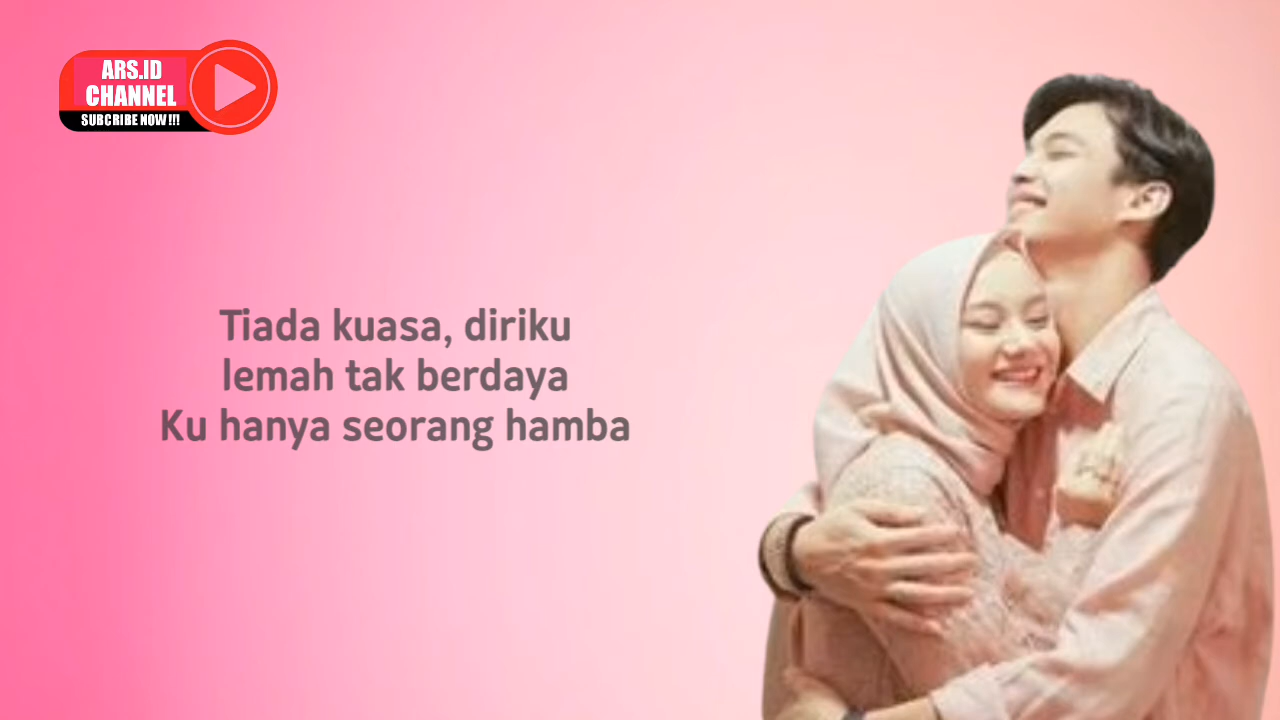 ARS.ID
CHANNEL
SUBCRIBE NOW!!!
Tiada kuasa, diriku
lemah tak berdaya
Ku hanya seorang hamba